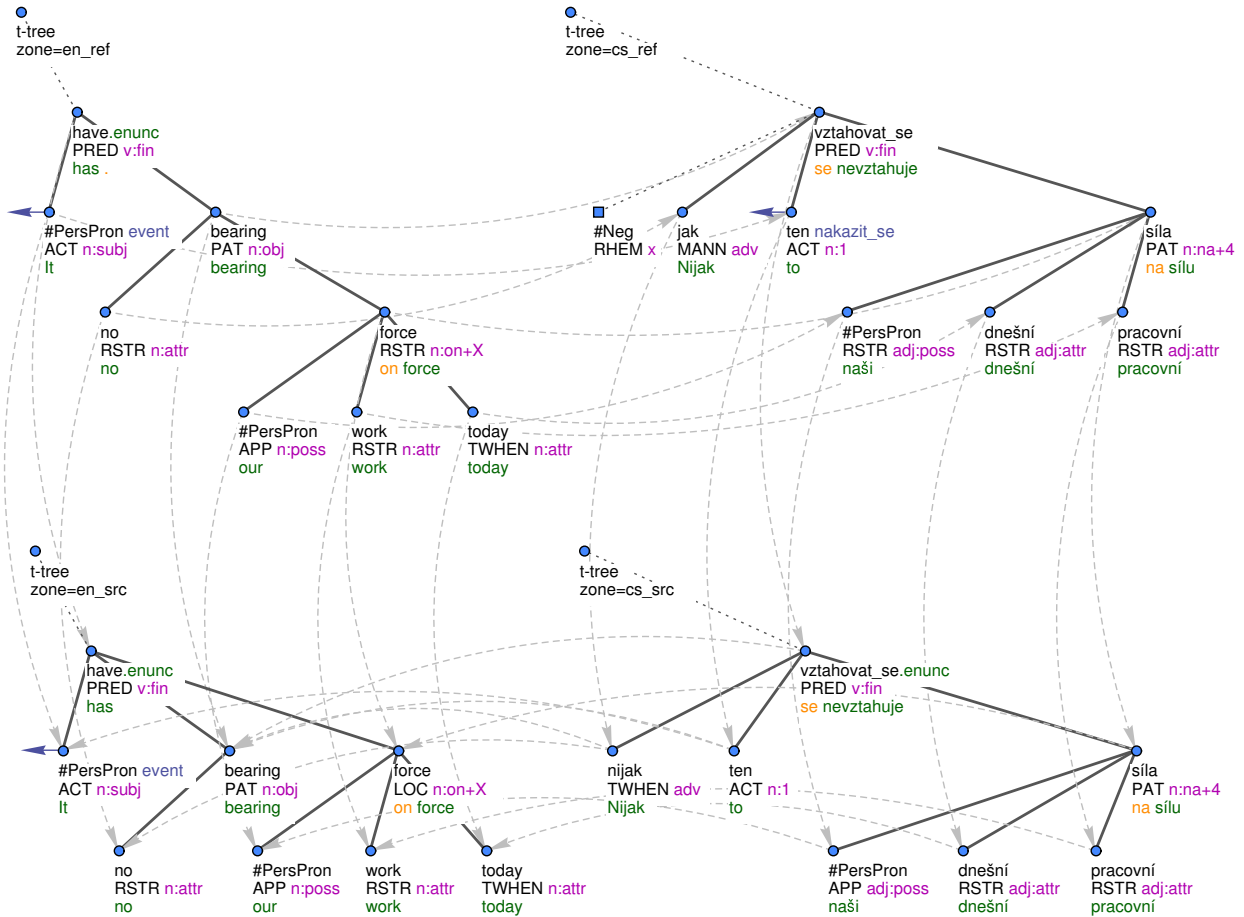 t-tree
zone=en_ref
t-tree
zone=cs_ref
have.enunc
PRED v:fin
has .
vztahovat_se
PRED v:fin
se nevztahuje
#PersPron event
ACT n:subj
It
bearing
PAT n:obj
bearing
#Neg
RHEM x
jak
MANN adv
Nijak
ten nakazit_se
ACT n:1
to
síla
PAT n:na+4
na sílu
no
RSTR n:attr
no
force
RSTR n:on+X
on force
#PersPron
RSTR adj:poss
naši
dnešní
RSTR adj:attr
dnešní
pracovní
RSTR adj:attr
pracovní
#PersPron
APP n:poss
our
work
RSTR n:attr
work
today
TWHEN n:attr
today
t-tree
zone=en_src
t-tree
zone=cs_src
have.enunc
PRED v:fin
has
vztahovat_se.enunc
PRED v:fin
se nevztahuje
#PersPron event
ACT n:subj
It
bearing
PAT n:obj
bearing
force
LOC n:on+X
on force
nijak
TWHEN adv
Nijak
ten
ACT n:1
to
síla
PAT n:na+4
na sílu
no
RSTR n:attr
no
#PersPron
APP n:poss
our
work
RSTR n:attr
work
today
TWHEN n:attr
today
#PersPron
APP adj:poss
naši
dnešní
RSTR adj:attr
dnešní
pracovní
RSTR adj:attr
pracovní